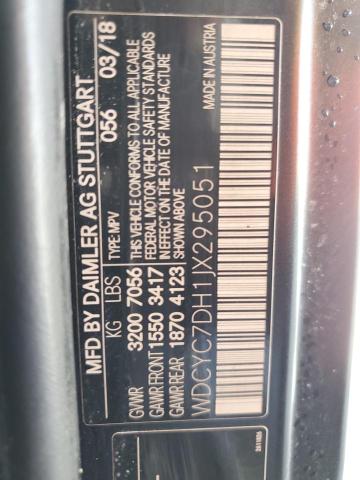 MFD BY DAIMLER AG STUTTGART
056 03/18
KG LBS TYPE: MPV
GVWR 3200 7056
GAWR FRONT 1550 3417
GAWR REAR 1870 4123
THIS VEHICLE CONFORMS TO ALL APPLICABLE
FEDERAL MOTOR VEHICLE SAFETY STANDARDS
IN EFFECT ON THE DATE OF MANUFACTURE
WDCYC7DH1JX295051 MADE IN AUSTRIA